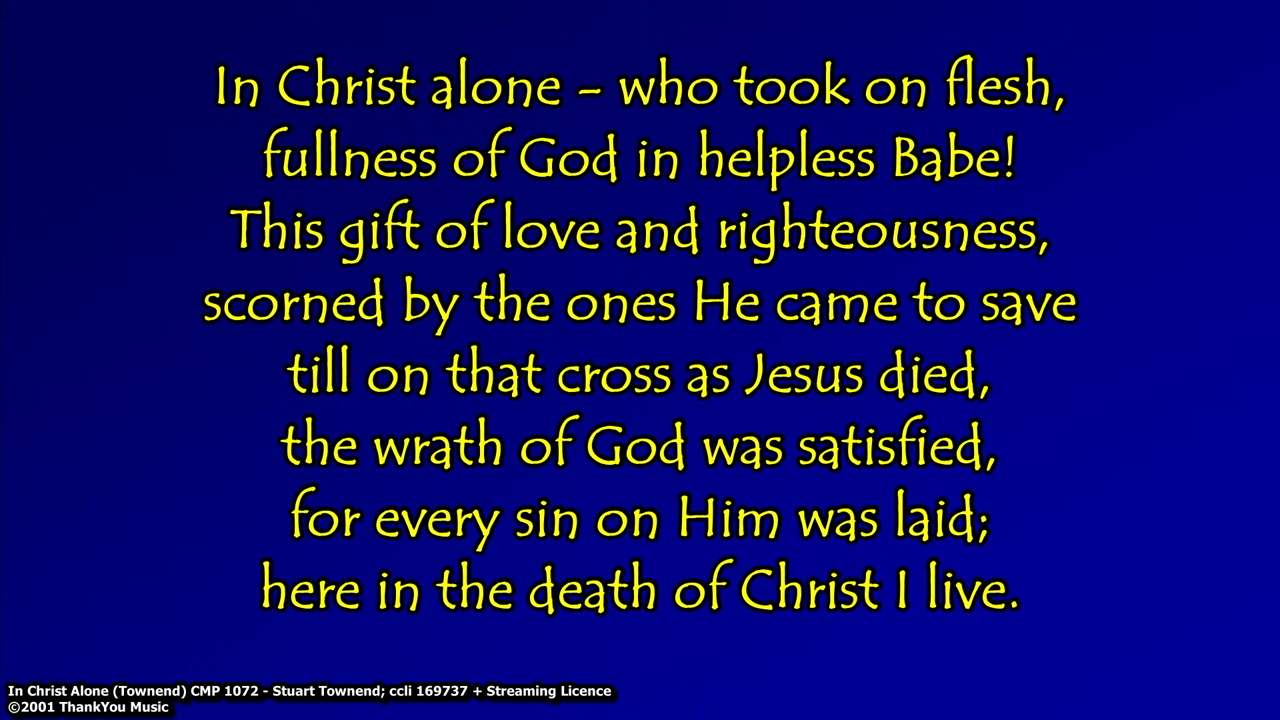 In Christ alone – who took on flesh,
fullness of God in helpless Babe!
This gift of love and righteousness,
scorned by the ones He came to save
till on that cross as Jesus died,
the wrath of God was satisfied,
for every sin on Him was laid;
here in the death of Christ I live.
In Christ Alone (Townend) CMP 1072 - Stuart Townend; ccli 169737 + Streaming Licence
©2001 ThankYou Music